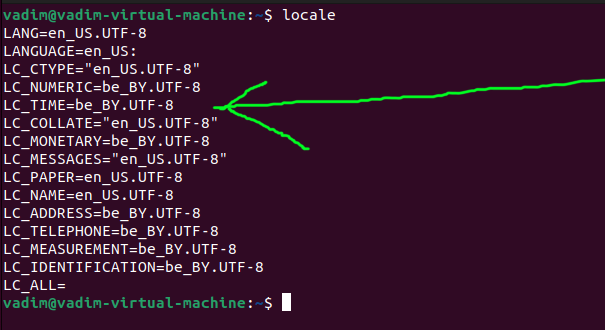 vadim@vadim-virtual-machine:~$ locale
LANG=en_US.UTF-8
LANGUAGE=en_US:
LC_CTYPE="en_US.UTF-8"
LC_NUMERIC=be_BY.UTF-8
LC_TIME=be_BY.UTF-8
LC_COLLATE="en_US.UTF-8"
LC_MONETARY=be_BY.UTF-8
LC_MESSAGES="en_US.UTF-8"
LC_PAPER=en_US.UTF-8
LC_NAME=en_US.UTF-8
LC_ADDRESS=be_BY.UTF-8
LC_TELEPHONE=be_BY.UTF-8
LC_MEASUREMENT=be_BY.UTF-8
LC_IDENTIFICATION=be_BY.UTF-8
LC_ALL=
vadim@vadim-virtual-machine:~$